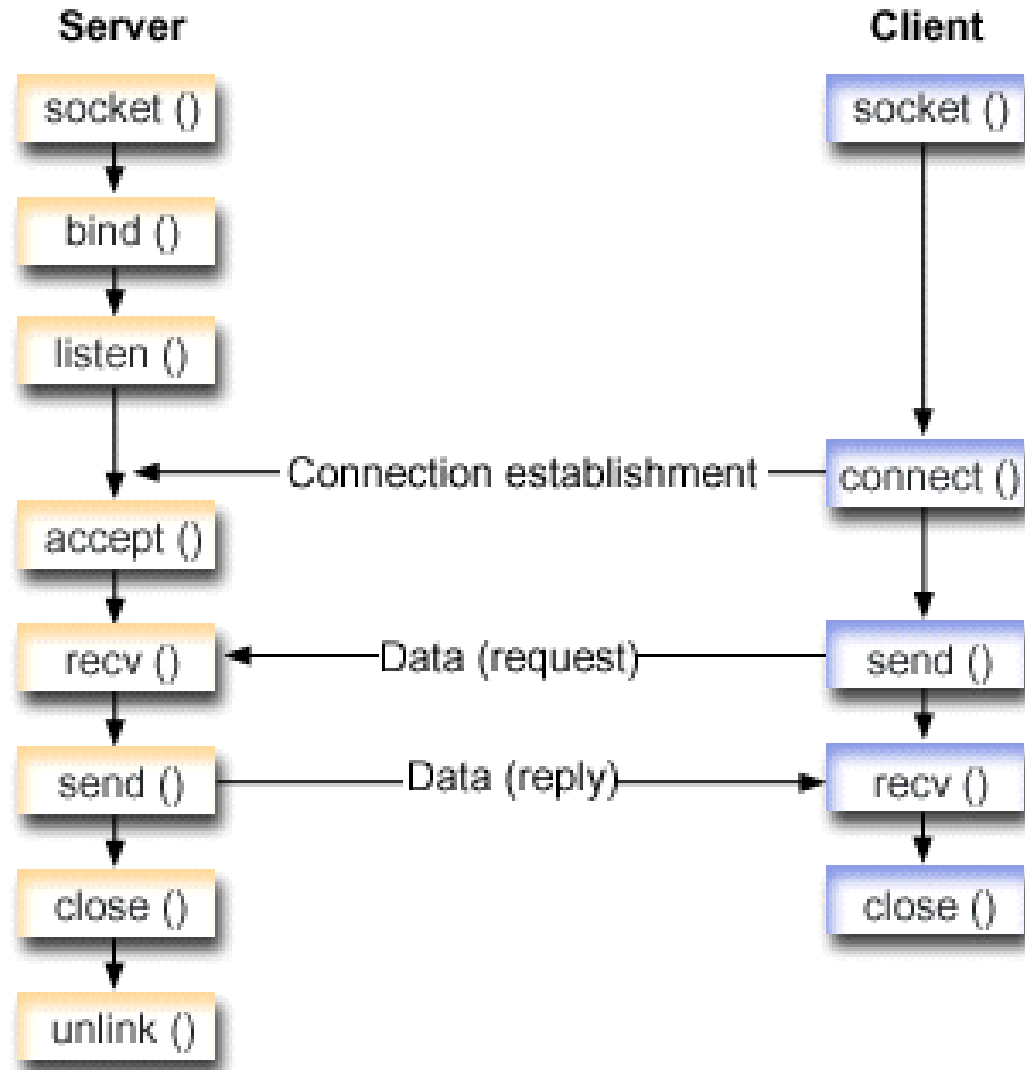 Server
Client
socket ()
socket ()
bind ()
listen ()
Connection establishment
connect ()
accept ()
recv ()
Data (request)
send ()
send ()
Data (reply)
recv ()
close ()
close ()
unlink ()